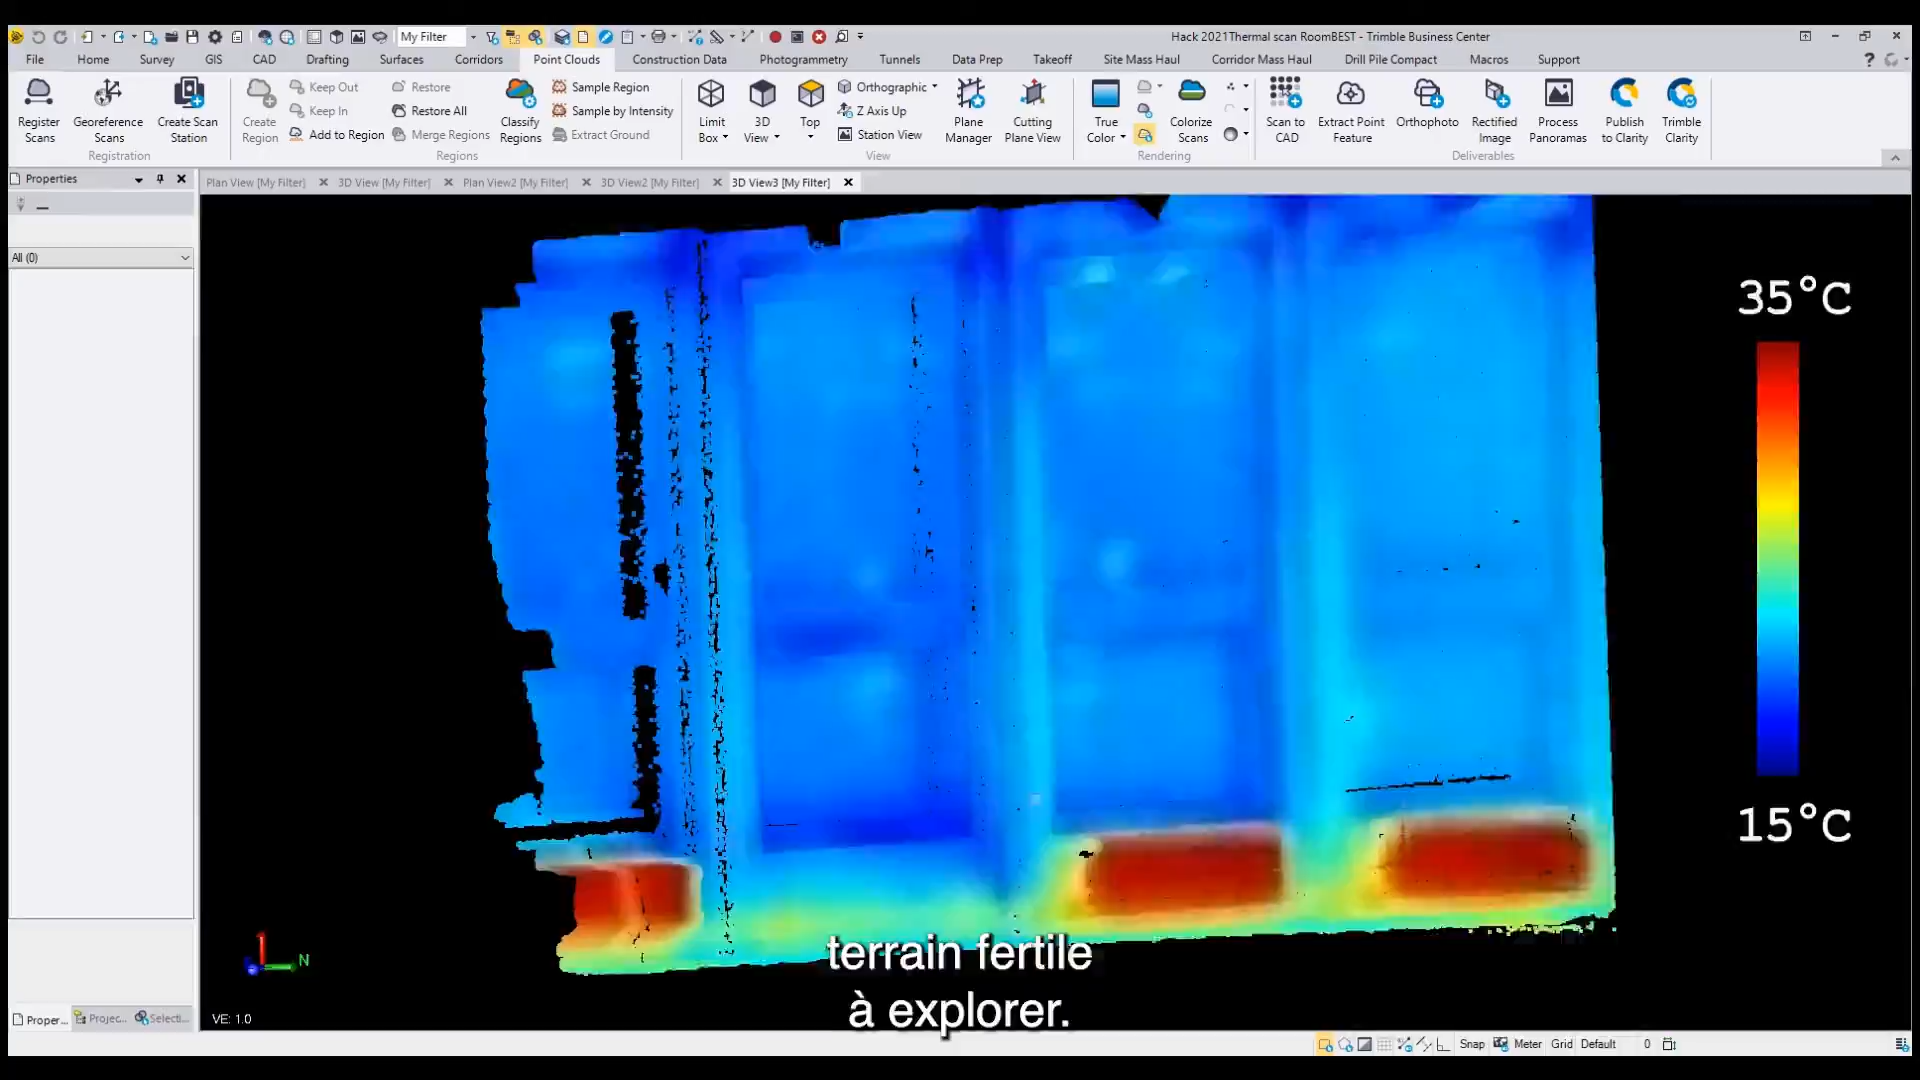 My Filter
Hack 2021Thermal scan RoomBEST - Trimble Business Center
File Home Survey GIS CAD Drafting Surfaces Corridors Point Clouds Construction Data Photogrammetry Tunnels Data Prep Takeoff Site Mass Haul Corridor Mass Haul Drill Pile Compact Macros Support
Register Scans
Georeference Scans
Create Scan Station
Registration
Create Region
Keep Out
Keep In
Add to Region
Restore
Restore All
Merge Regions
Classify Regions
Sample Region
Sample by Intensity
Extract Ground
Regions
Limit Box
3D View
Top
Orthographic
Z Axis Up
Station View
Plane Manager
Cutting Plane View
View
True Color
Colorize Scans
Rendering
Scan to CAD
Extract Point Feature
Orthophoto
Rectified Image
Process Panoramas
Publish to Clarity
Trimble Clarity
Deliverables
Properties
Plan View [My Filter] 3D View [My Filter] Plan View2 [My Filter] 3D View2 [My Filter] 3D View3 [My Filter]
All (0)
35°C
15°C
N
terrain fertile
à explorer.
VE: 1.0
Proper... Projec... Selecti...
Snap Meter Grid Default 0